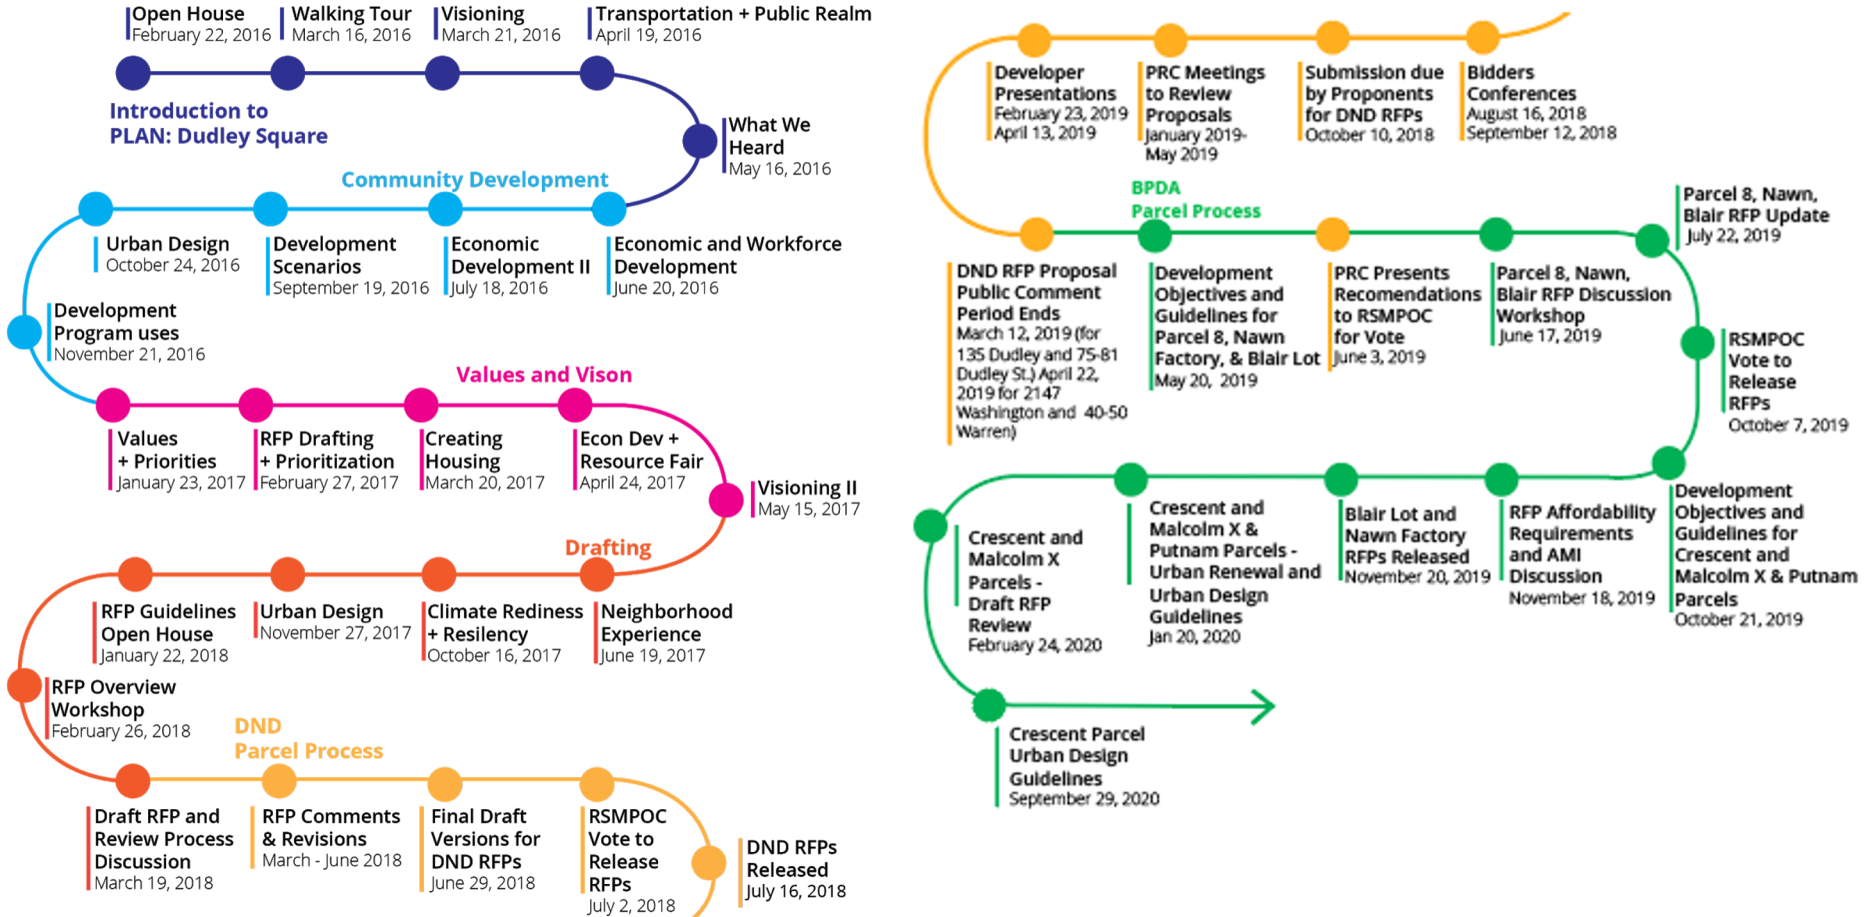 Open House
February 22, 2016
Walking Tour
March 16, 2016
Visioning
March 21, 2016
Transportation + Public Realm
April 19, 2016
Introduction to
PLAN: Dudley Square
What We
Heard
May 16, 2016
Community Development
Economic and Workforce
Development
June 20, 2016
Economic
Development II
July 18, 2016
Development
Scenarios
September 19, 2016
Urban Design
October 24, 2016
Development
Program uses
November 21, 2016
Values and Vison
Values
+ Priorities
January 23, 2017
RFP Drafting
+ Prioritization
February 27, 2017
Creating
Housing
March 20, 2017
Econ Dev +
Resource Fair
April 24, 2017
Visioning II
May 15, 2017
Drafting
Neighborhood
Experience
June 19, 2017
Climate Rediness
+ Resilency
October 16, 2017
Urban Design
November 27, 2017
RFP Guidelines
Open House
January 22, 2018
RFP Overview
Workshop
February 26, 2018
DND
Parcel Process
Draft RFP and
Review Process
Discussion
March 19, 2018
RFP Comments
& Revisions
March - June 2018
Final Draft
Versions for
DND RFPs
June 29, 2018
RSMPOC
Vote to
Release
RFPs
July 2, 2018
DND RFPs
Released
July 16, 2018
Bidders
Conferences
August 16, 2018
September 12, 2018
Submission due
by Proponents
for DND RFPs
October 10, 2018
PRC Meetings
to Review
Proposals
January 2019-
May 2019
Developer
Presentations
February 23, 2019
April 13, 2019
BPDA
Parcel Process
DND RFP Proposal
Public Comment
Period Ends
March 12, 2019 (for
135 Dudley and 75-81
Dudley St.) April 22,
2019 for 2147
Washington and 40-50
Warren)
Development
Objectives and
Guidelines for
Parcel 8, Nawn
Factory, & Blair Lot
May 20, 2019
PRC Presents
Recomendations
to RSMPOC
for Vote
June 3, 2019
Parcel 8, Nawn,
Blair RFP Discussion
Workshop
June 17, 2019
Parcel 8, Nawn,
Blair RFP Update
July 22, 2019
RSMPOC
Vote to
Release
RFPs
October 7, 2019
Development
Objectives and
Guidelines for
Crescent and
Malcolm X & Putnam
Parcels
October 21, 2019
RFP Affordability
Requirements
and AMI
Discussion
November 18, 2019
Blair Lot and
Nawn Factory
RFPs Released
November 20, 2019
Crescent and
Malcolm X &
Putnam Parcels -
Urban Renewal and
Urban Design
Guidelines
Jan 20, 2020
Crescent and
Malcolm X
Parcels -
Draft RFP
Review
February 24, 2020
Crescent Parcel
Urban Design
Guidelines
September 29, 2020